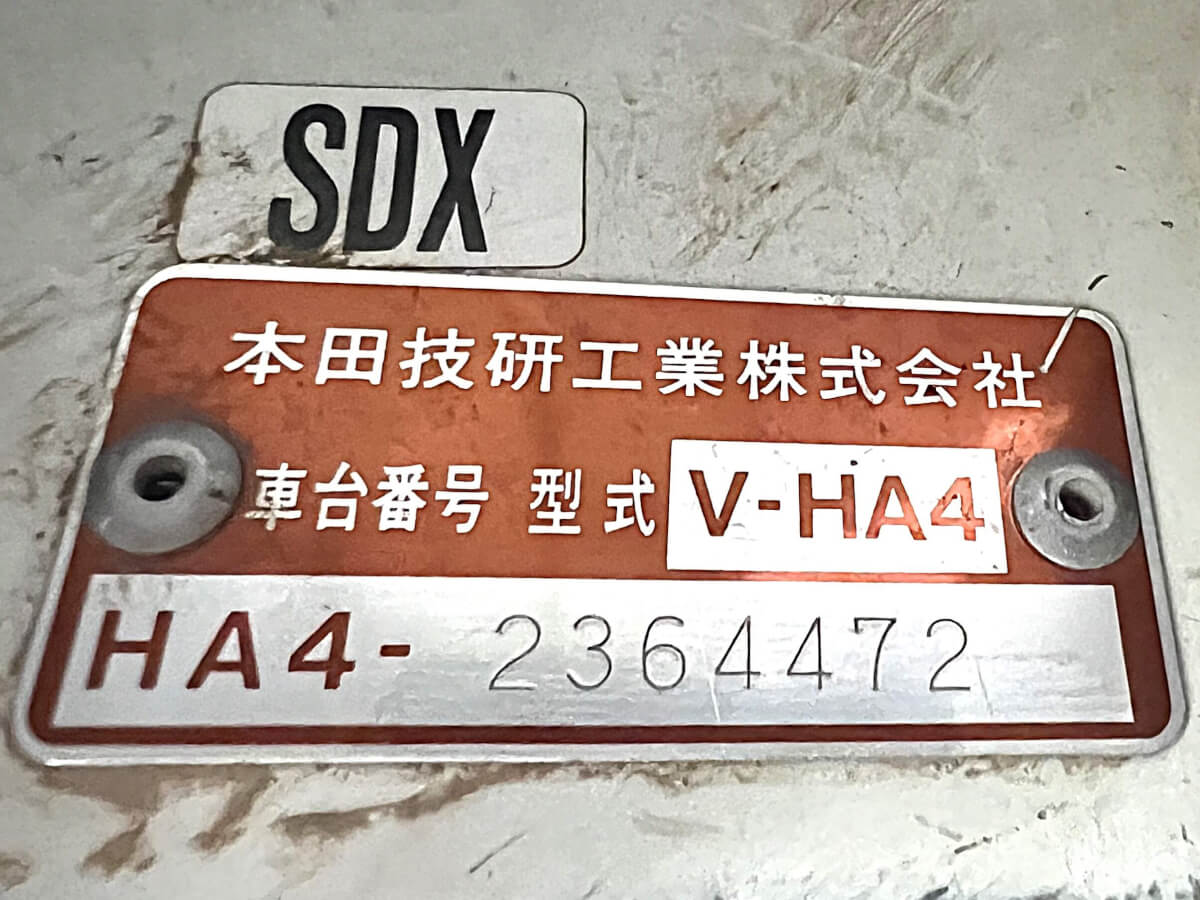 SDX
本田技研工業株式会社
車台番号 型式 V-HA4
HA4- 2364472